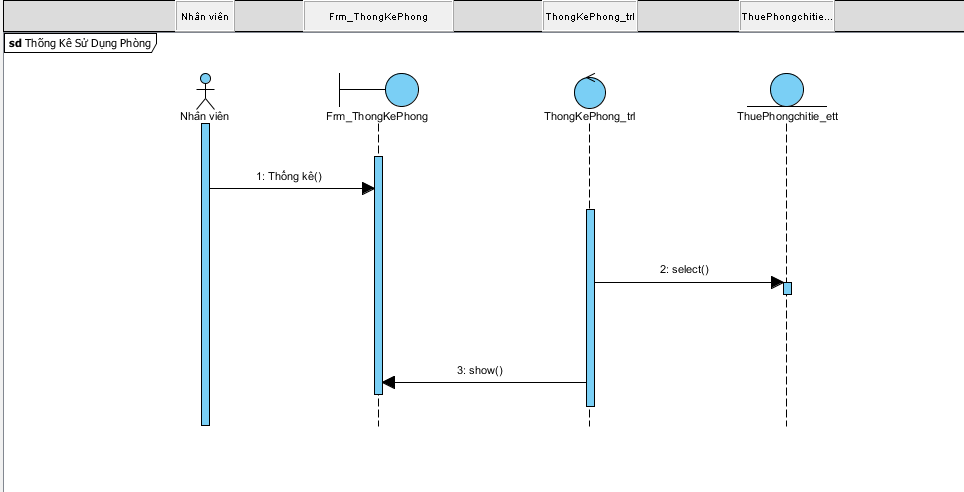 Nhân viên
Frm_ThongKePhong
ThongKePhong_trl
ThuePhongchitie...
sd Thống Kê Sử Dụng Phòng
Nhân viên
Frm_ThongKePhong
ThongKePhong_trl
ThuePhongchitie_ett
1: Thống kê()
2: select()
3: show()